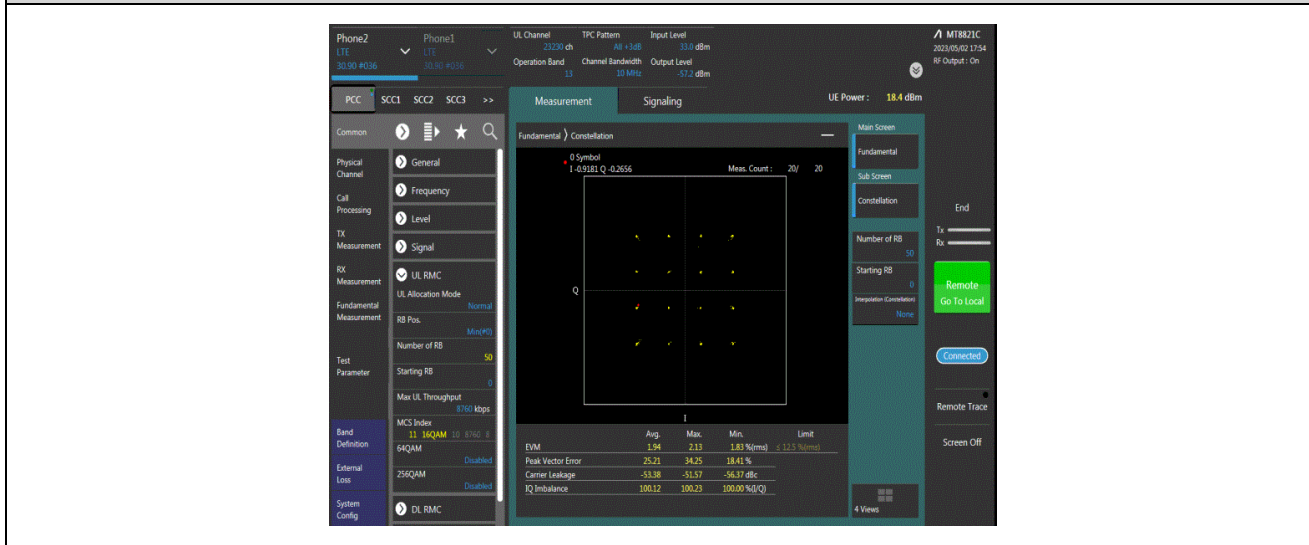 Phone2
LTE
30.90 #036
Phone1
LTE
30.90 #036
UL Channel
23230 ch
Operation Band
13
TPC Pattern
All +3dB
Channel Bandwidth
10 MHz
Input Level
33.0 dBm
Output Level
-57.2 dBm
MT8821C
2023/05/02 17:54
RF Output : On
PCC SCC1 SCC2 SCC3 >>
Measurement Signaling
UE Power : 18.4 dBm
Common
Physical
Channel
Call
Processing
TX
Measurement
RX
Measurement
Fundamental
Measurement
Test
Parameter
Band
Definition
External
Loss
System
Config
General
Frequency
Level
Signal
UL RMC
UL Allocation Mode
Normal
RB Pos.
Min(#0)
Number of RB
50
Starting RB
0
Max UL Throughput
8760 kbps
MCS Index
11 16QAM 10 8760 8
64QAM
Disabled
256QAM
Disabled
DL RMC
Fundamental 〉 Constellation
0 Symbol
I -0.9181 Q -0.2656
Meas. Count : 20/ 20
Q
I
Avg. Max. Min. Limit
EVM 1.94 2.13 1.83 %(rms) ≤ 12.5 %(rms)
Peak Vector Error 25.21 34.25 18.41 %
Carrier Leakage -53.38 -51.57 -56.37 dBc
IQ Imbalance 100.12 100.23 100.00 %(I/Q)
Main Screen
Fundamental
Sub Screen
Constellation
Number of RB
50
Starting RB
0
Interpolation (Constellation)
None
4 Views
End
Tx
Rx
Remote
Go To Local
Connected
Remote Trace
Screen Off